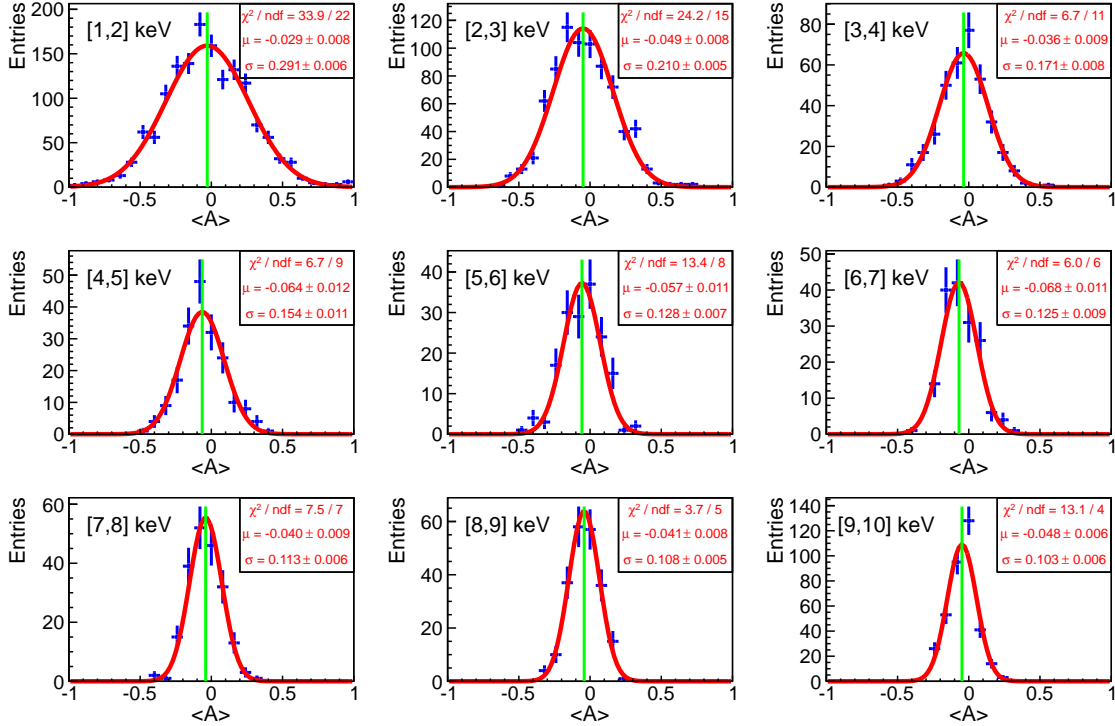 [1,2] keV
χ² / ndf = 33.9 / 22
μ = -0.029 ± 0.008
σ = 0.291 ± 0.006
Entries
200
150
100
50
0
-1 -0.5 0 0.5 1
<A>
[2,3] keV
χ² / ndf = 24.2 / 15
μ = -0.049 ± 0.008
σ = 0.210 ± 0.005
Entries
120
100
80
60
40
20
0
-1 -0.5 0 0.5 1
<A>
[3,4] keV
χ² / ndf = 6.7 / 11
μ = -0.036 ± 0.009
σ = 0.171 ± 0.008
Entries
80
60
40
20
0
-1 -0.5 0 0.5 1
<A>
[4,5] keV
χ² / ndf = 6.7 / 9
μ = -0.064 ± 0.012
σ = 0.154 ± 0.011
Entries
50
40
30
20
10
0
-1 -0.5 0 0.5 1
<A>
[5,6] keV
χ² / ndf = 13.4 / 8
μ = -0.057 ± 0.011
σ = 0.128 ± 0.007
Entries
40
30
20
10
0
-1 -0.5 0 0.5 1
<A>
[6,7] keV
χ² / ndf = 6.0 / 6
μ = -0.068 ± 0.011
σ = 0.125 ± 0.009
Entries
50
40
30
20
10
0
-1 -0.5 0 0.5 1
<A>
[7,8] keV
χ² / ndf = 7.5 / 7
μ = -0.040 ± 0.009
σ = 0.113 ± 0.006
Entries
60
40
20
0
-1 -0.5 0 0.5 1
<A>
[8,9] keV
χ² / ndf = 3.7 / 5
μ = -0.041 ± 0.008
σ = 0.108 ± 0.005
Entries
60
40
20
0
-1 -0.5 0 0.5 1
<A>
[9,10] keV
χ² / ndf = 13.1 / 4
μ = -0.048 ± 0.006
σ = 0.103 ± 0.006
Entries
140
120
100
80
60
40
20
0
-1 -0.5 0 0.5 1
<A>